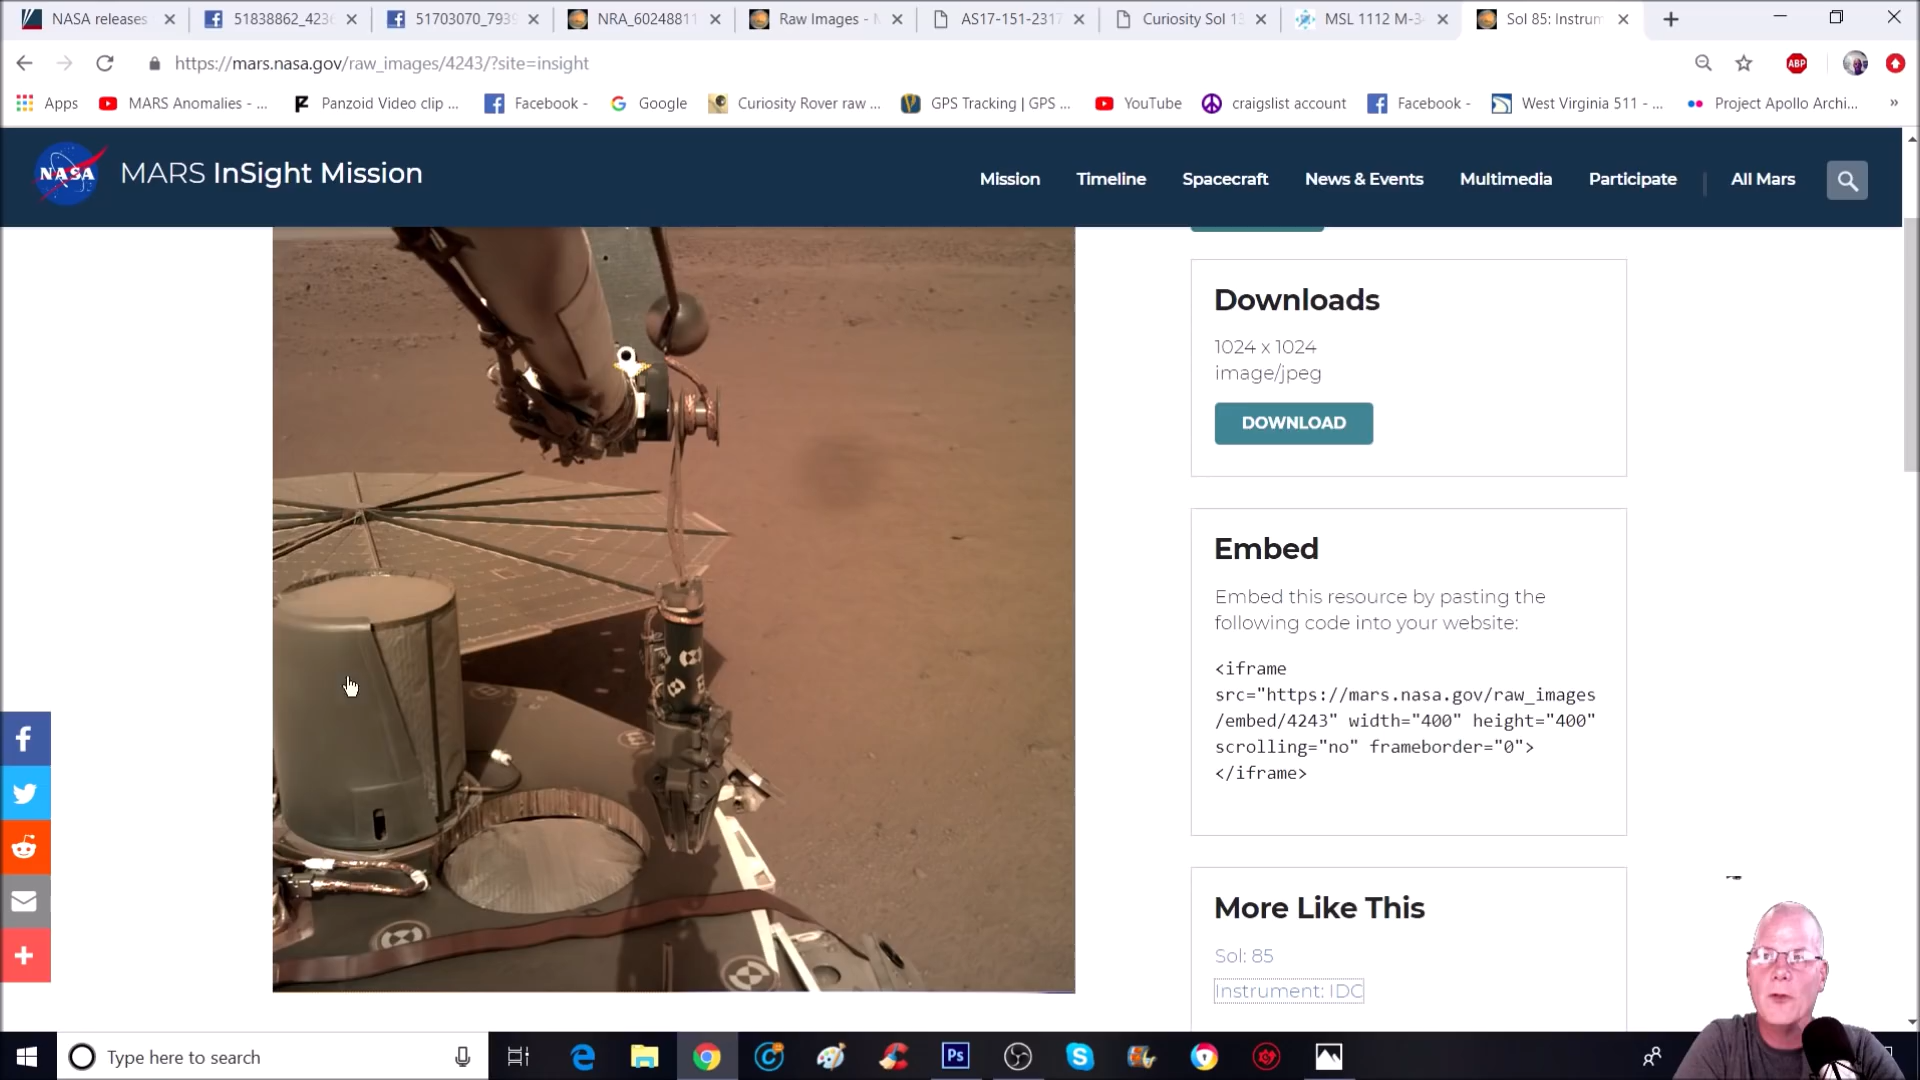 NASA releases
51838862_423
51703070_793
NRA_60248811
Raw Images -
AS17-151-2317
Curiosity Sol 13
MSL 1112 M-3
Sol 85: Instrum
https://mars.nasa.gov/raw_images/4243/?site=insight
ABP
Apps
MARS Anomalies - ...
Panzoid Video clip ...
Facebook -
Google
Curiosity Rover raw ...
GPS Tracking | GPS ...
YouTube
craigslist account
Facebook -
West Virginia 511 - ...
Project Apollo Archi...
»
NASA
MARS InSight Mission
Mission
Timeline
Spacecraft
News & Events
Multimedia
Participate
All Mars
Downloads
1024 x 1024
image/jpeg
DOWNLOAD
Embed
Embed this resource by pasting the
following code into your website:
<iframe
src="https://mars.nasa.gov/raw_images
/embed/4243" width="400" height="400"
scrolling="no" frameborder="0">
</iframe>
More Like This
Sol: 85
Instrument: IDC
Type here to search
Ps